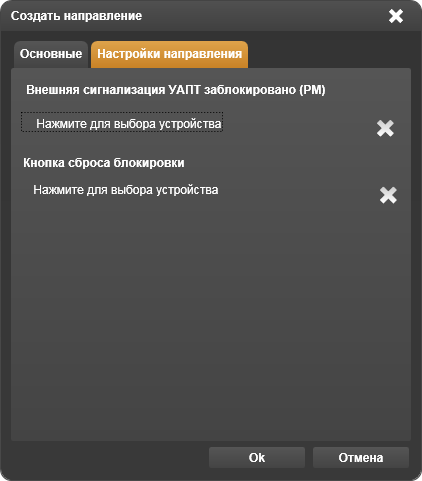 Создать направление
Основные Настройки направления
Внешняя сигнализация УАПТ заблокировано (РМ)
Нажмите для выбора устройства
Кнопка сброса блокировки
Нажмите для выбора устройства
Ok Отмена